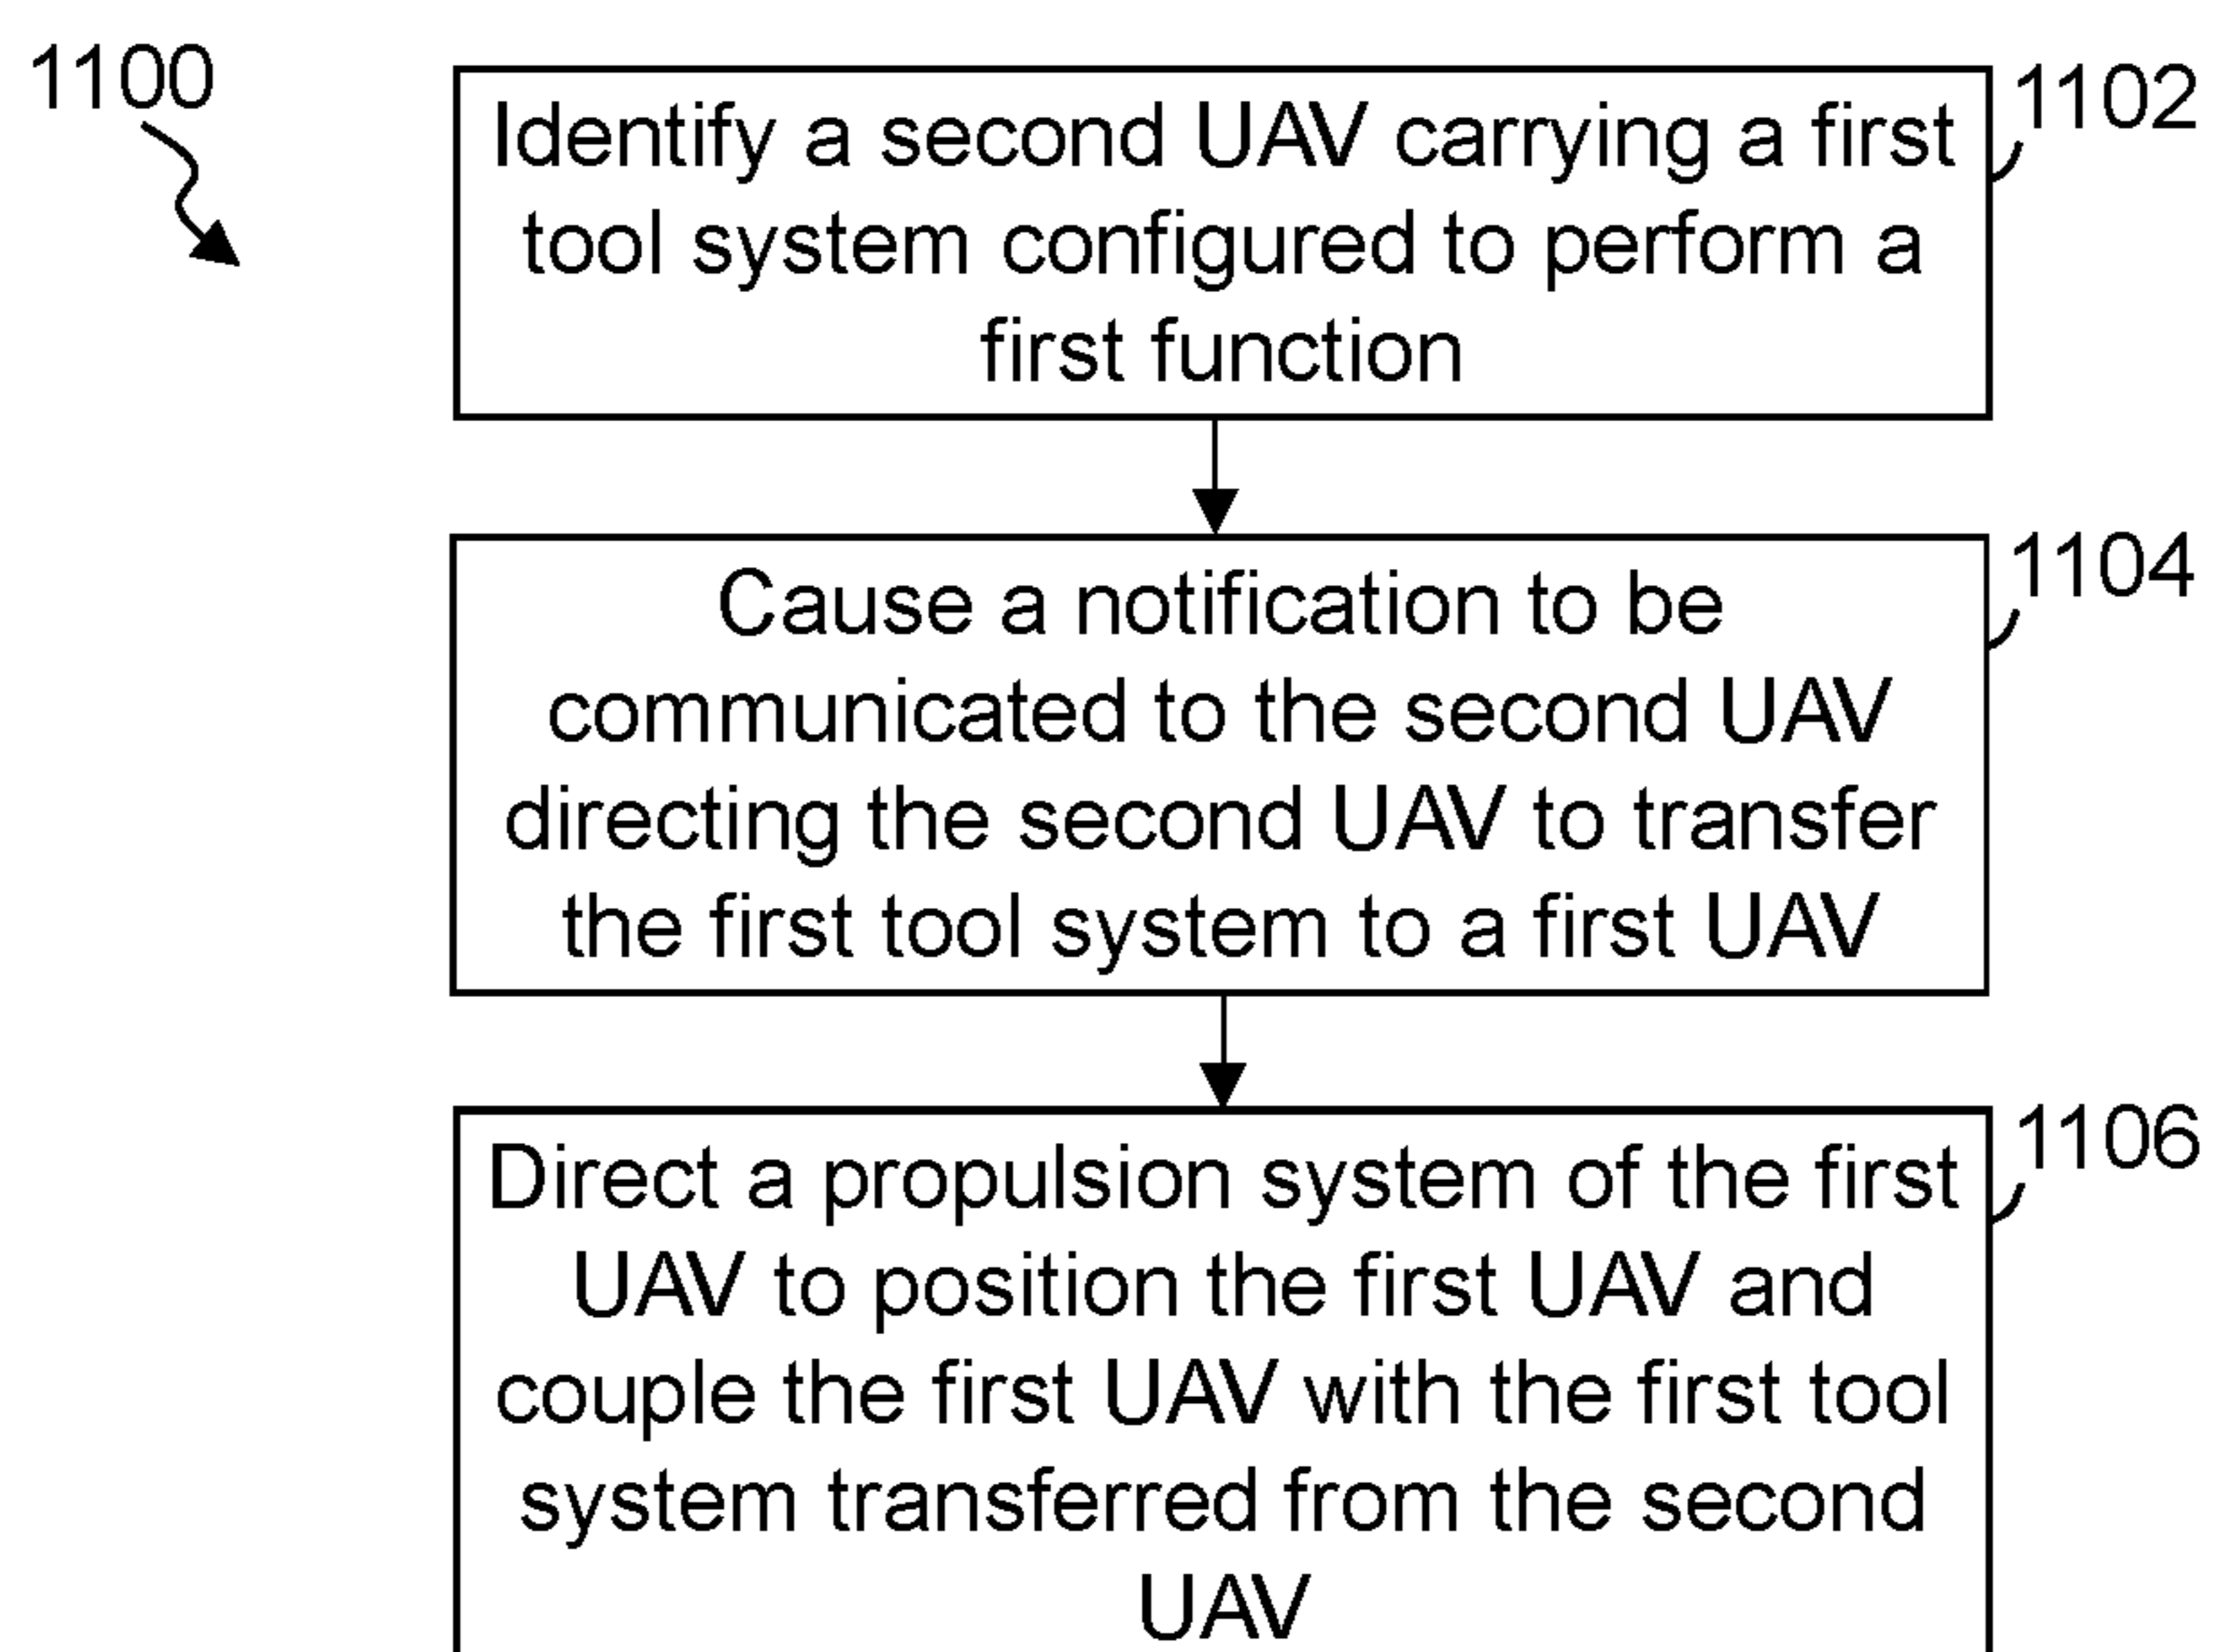 1100
1102
Identify a second UAV carrying a first
tool system configured to perform a
first function
1104
Cause a notification to be
communicated to the second UAV
directing the second UAV to transfer
the first tool system to a first UAV
1106
Direct a propulsion system of the first
UAV to position the first UAV and
couple the first UAV with the first tool
system transferred from the second
UAV